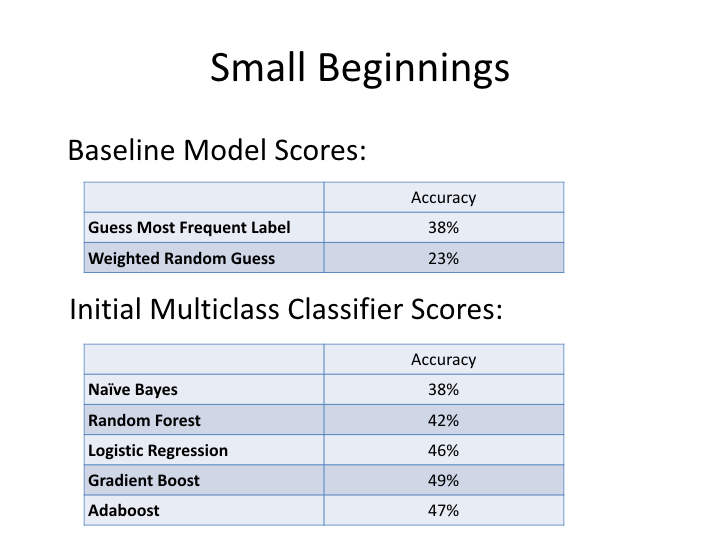 Small Beginnings
Baseline Model Scores:
Accuracy
Guess Most Frequent Label 38%
Weighted Random Guess 23%
Initial Multiclass Classifier Scores:
Accuracy
Naïve Bayes 38%
Random Forest 42%
Logistic Regression 46%
Gradient Boost 49%
Adaboost 47%